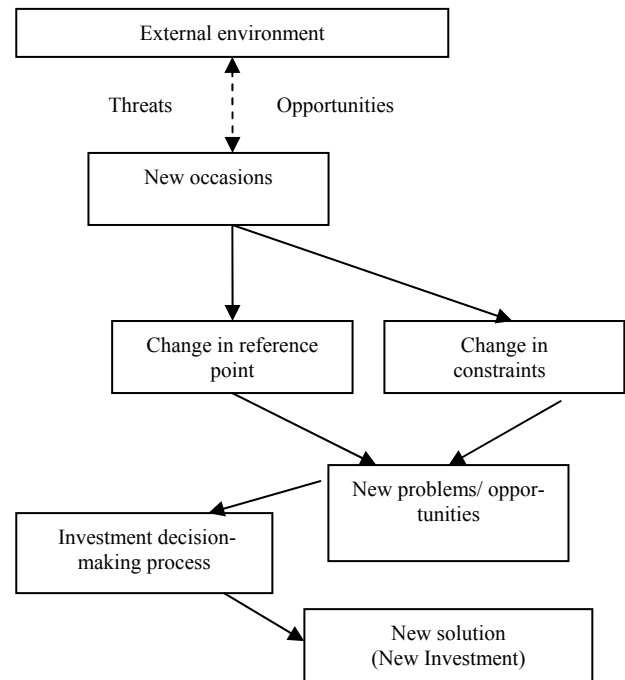 External environment
Threats
Opportunities
New occasions
Change in reference
point
Change in
constraints
New problems/ oppor-
tunities
Investment decision-
making process
New solution
(New Investment)